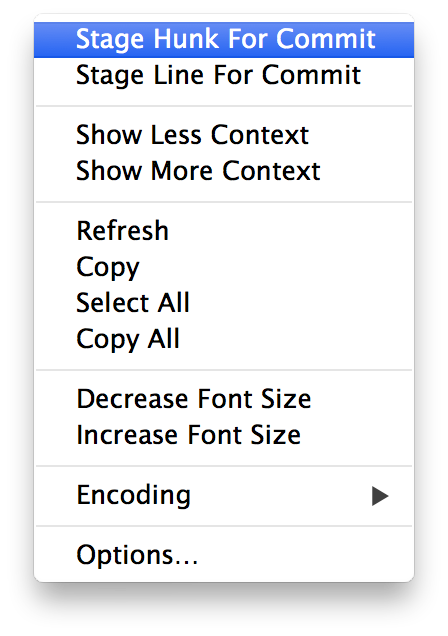 Stage Hunk For Commit
Stage Line For Commit
Show Less Context
Show More Context
Refresh
Copy
Select All
Copy All
Decrease Font Size
Increase Font Size
Encoding
Options...